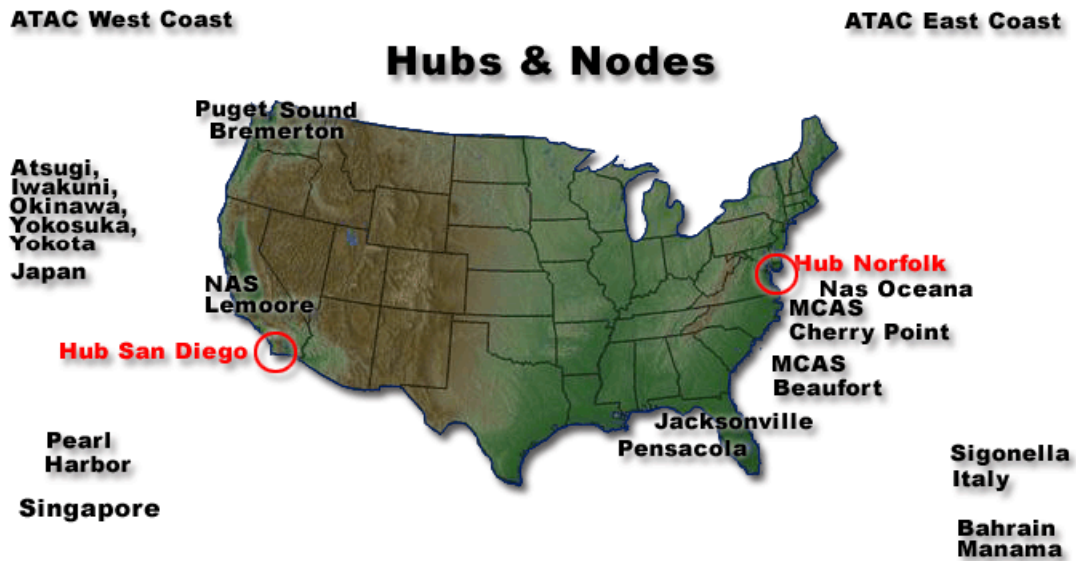 ATAC West Coast
ATAC East Coast
Hubs & Nodes
Puget Sound
Bremerton
Atsugi,
Iwakuni,
Okinawa,
Yokosuka,
Yokota
Japan
NAS
Lemoore
Hub San Diego
Hub Norfolk
Nas Oceana
MCAS
Cherry Point
MCAS
Beaufort
Jacksonville
Pensacola
Pearl
Harbor
Singapore
Sigonella
Italy
Bahrain
Manama